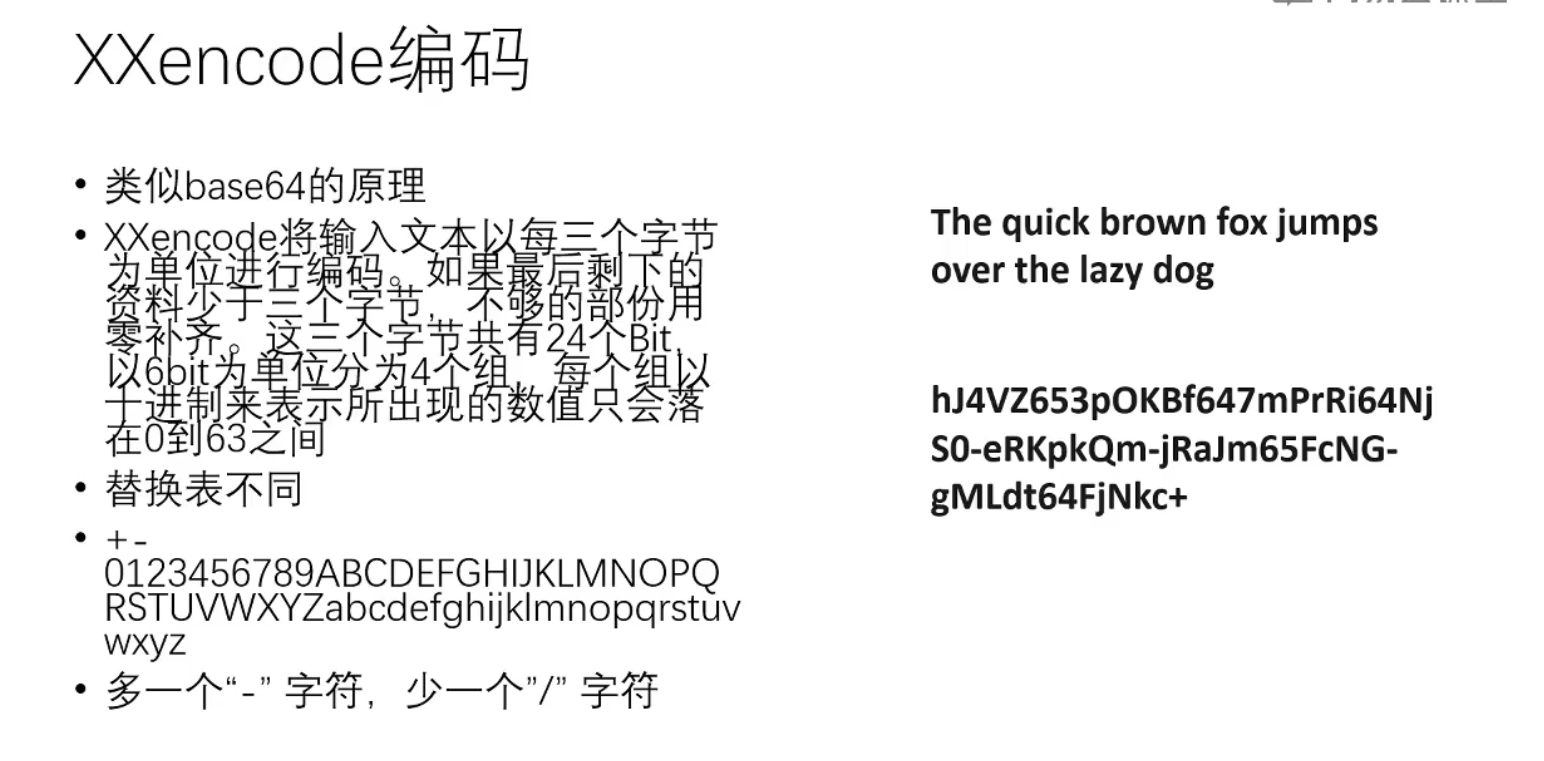 XXencode编码
• 类似base64的原理
• XXencode将输入文本以每三个字节
为单位进行编码。如果最后剩下的
资料少于三个字节，不够的部份用
零补齐。这三个字节共有24个Bit，
以6bit为单位分为4个组，每个组以
十进制来表示所出现的数值只会落
在0到63之间
• 替换表不同
• +-
0123456789ABCDEFGHIJKLMNOPQ
RSTUVWXYZabcdefghijklmnopqrstuv
wxyz
• 多一个“-” 字符，少一个”/” 字符
The quick brown fox jumps
over the lazy dog
hJ4VZ653pOKBf647mPrRi64Nj
S0-eRKpkQm-jRaJm65FcNG-
gMLdt64FjNkc+